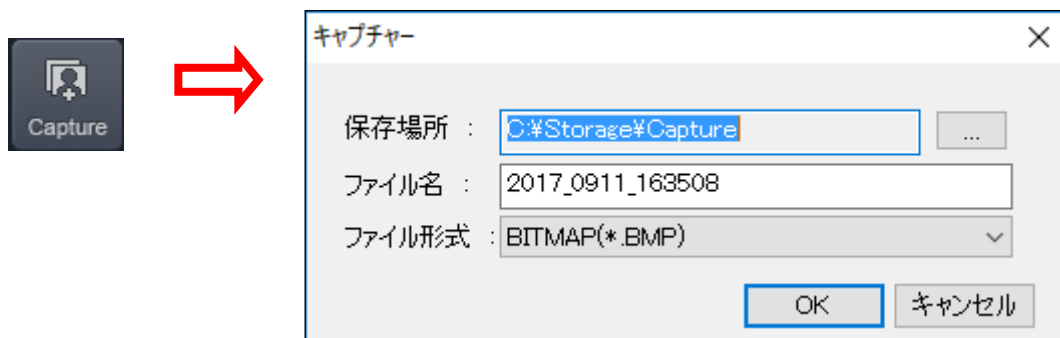 Capture
キャプチャー
保存場所 : C:¥Storage¥Capture ...
ファイル名 : 2017_0911_163508
ファイル形式 : BITMAP(*.BMP)
OK キャンセル